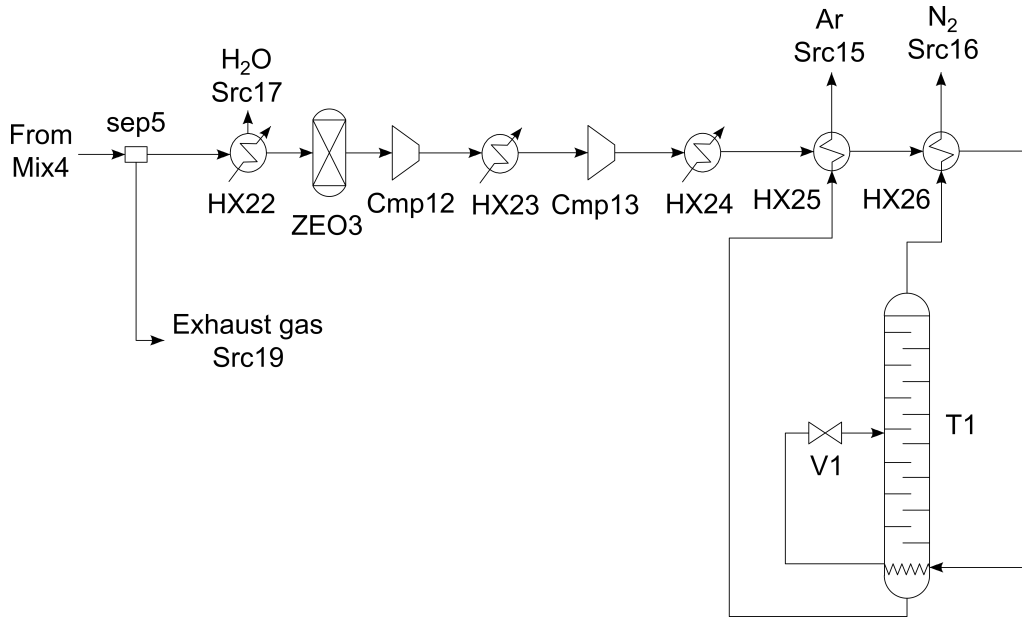 Ar
Src15
N₂
Src16
H₂O
Src17
sep5
From
Mix4
HX22
ZEO3
Cmp12
HX23
Cmp13
HX24
HX25
HX26
Exhaust gas
Src19
T1
V1